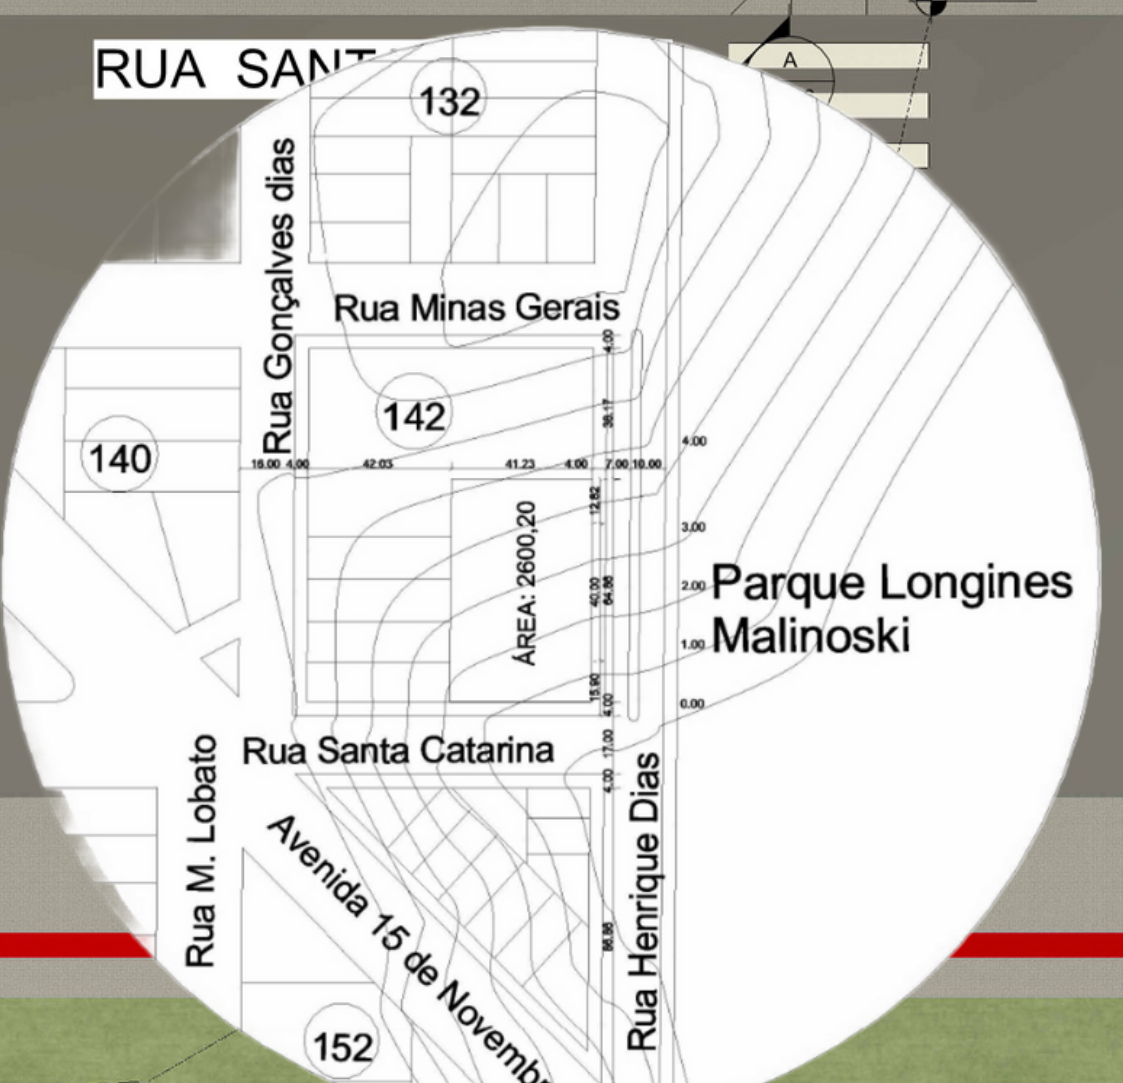 RUA SANT
A
132
Rua Gonçalves dias
Rua Minas Gerais
4.00
142
38.17
140
16.00 4.00 42.03 41.23 4.00 7.00 10.00
4.00
12.82
ÁREA: 2600,20
3.00
40.00
64.86
2.00
Parque Longines
Malinoski
1.00
15.90
4.00
0.00
Rua Santa Catarina
17.00
4.00
Rua M. Lobato
Avenida 15 de Novemb
Rua Henrique Dias
86.86
152